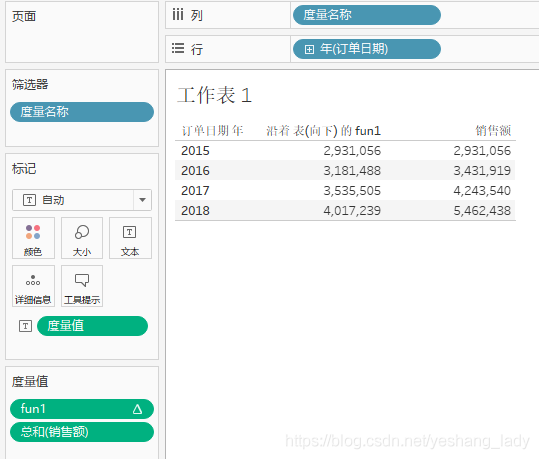 页面
列
度量名称
行
年(订单日期)
筛选器
度量名称
标记
自动
颜色
大小
文本
详细信息
工具提示
度量值
度量值
fun1
总和(销售额)
工作表 1
订单日期 年 沿着 表(向下) 的 fun1 销售额
2015 2,931,056 2,931,056
2016 3,181,488 3,431,919
2017 3,535,505 4,243,540
2018 4,017,239 5,462,438
https://blog.csdn.net/yeshang_lady